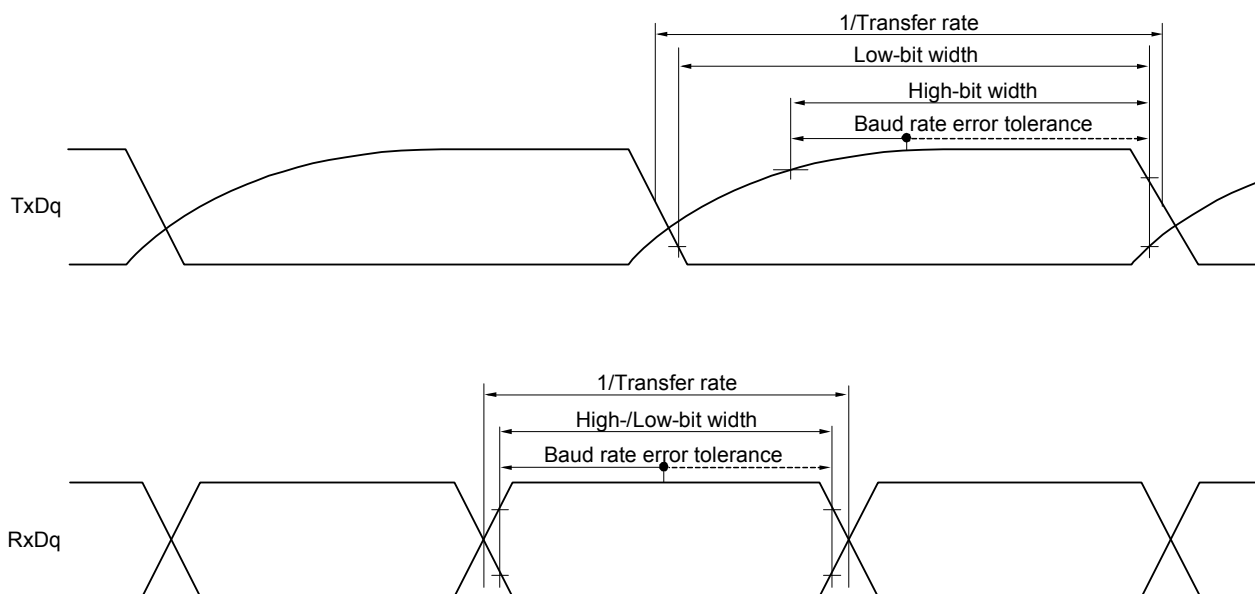 1/Transfer rate
Low-bit width
High-bit width
Baud rate error tolerance
TxDq
1/Transfer rate
High-/Low-bit width
Baud rate error tolerance
RxDq